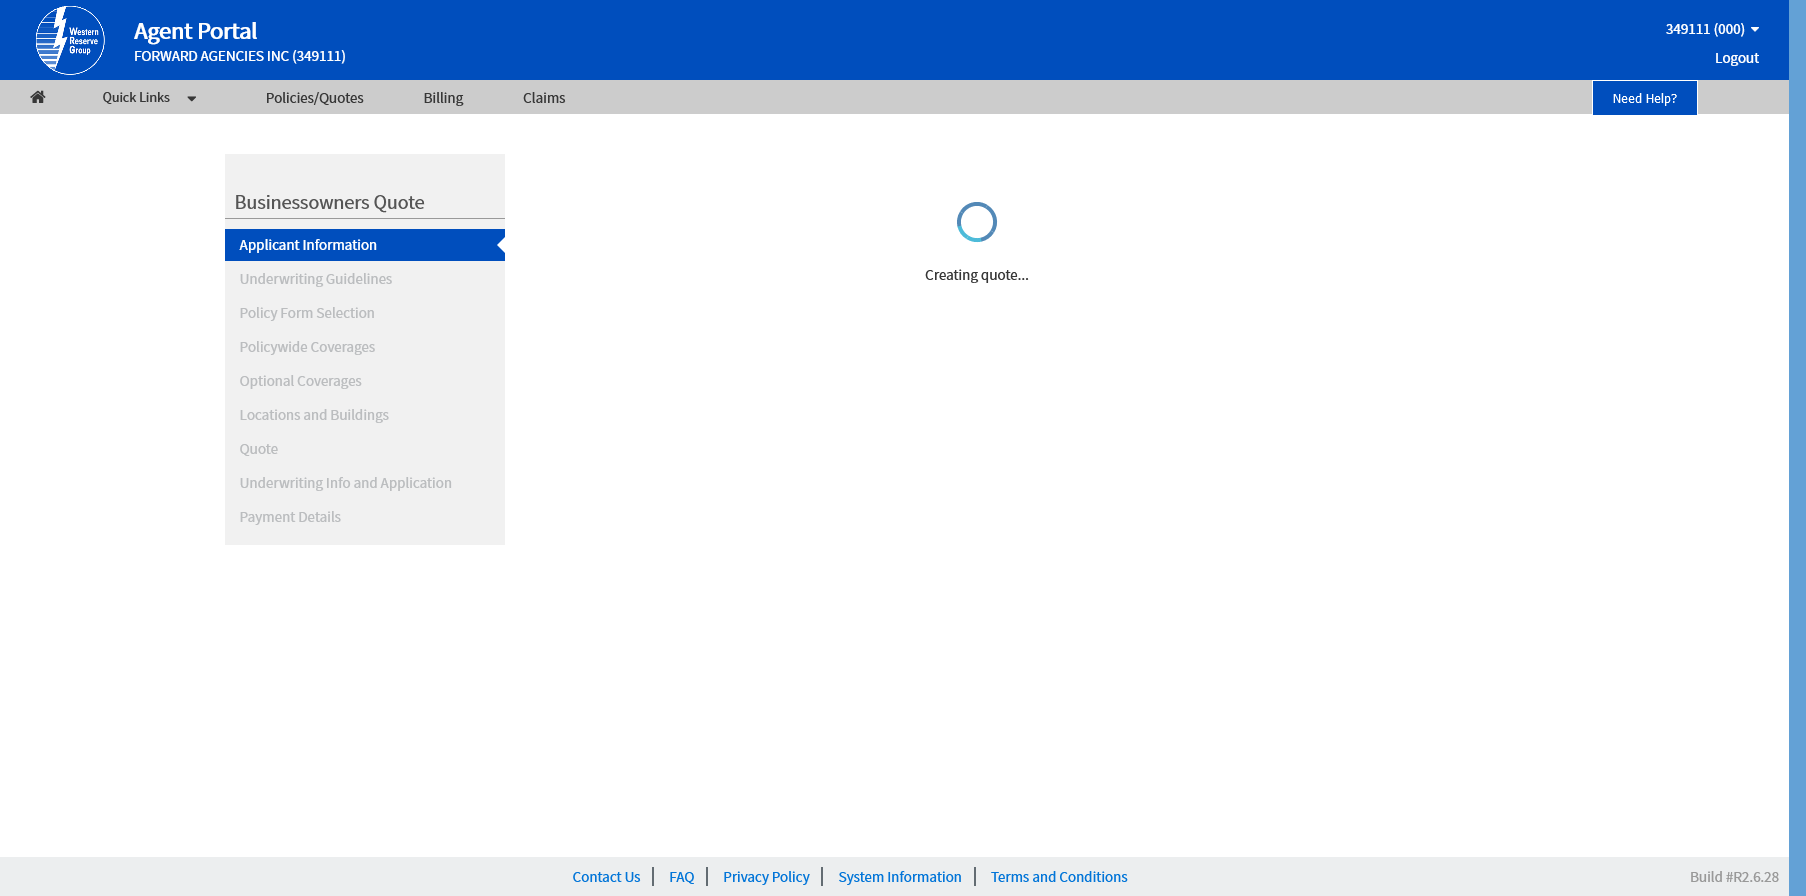 Western
Reserve
Group
Agent Portal
FORWARD AGENCIES INC (349111)
349111 (000)
Logout
Quick Links
Policies/Quotes
Billing
Claims
Need Help?
Businessowners Quote
Applicant Information
Underwriting Guidelines
Policy Form Selection
Policywide Coverages
Optional Coverages
Locations and Buildings
Quote
Underwriting Info and Application
Payment Details
Creating quote...
Contact Us
FAQ
Privacy Policy
System Information
Terms and Conditions
Build #R2.6.28